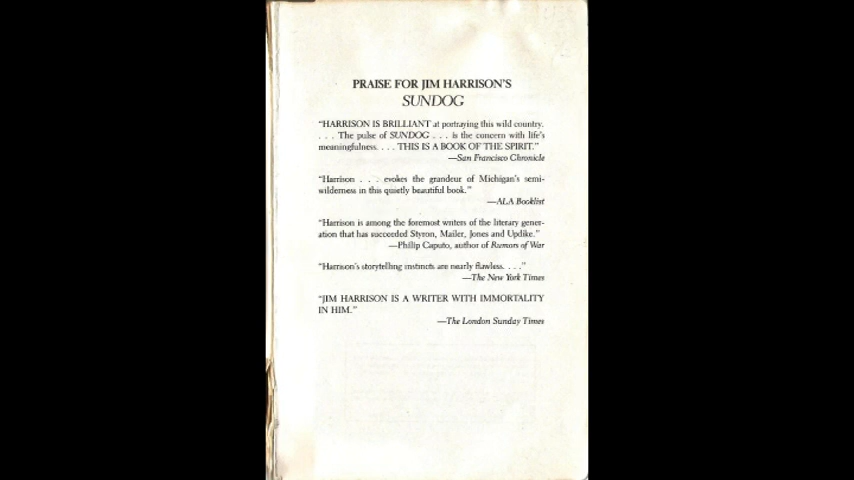 PRAISE FOR JIM HARRISON'S
SUNDOG
“HARRISON IS BRILLIANT at portraying this wild country.
. . . The pulse of SUNDOG . . . is the concern with life's
meaningfulness. . . . THIS IS A BOOK OF THE SPIRIT.”
—San Francisco Chronicle
“Harrison . . . evokes the grandeur of Michigan's semi-
wilderness in this quietly beautiful book.”
—ALA Booklist
“Harrison is among the foremost writers of the literary gener-
ation that has succeeded Styron, Mailer, Jones and Updike.”
—Philip Caputo, author of Rumors of War
“Harrison's storytelling instincts are nearly flawless. . . .”
—The New York Times
“JIM HARRISON IS A WRITER WITH IMMORTALITY
IN HIM.”
—The London Sunday Times